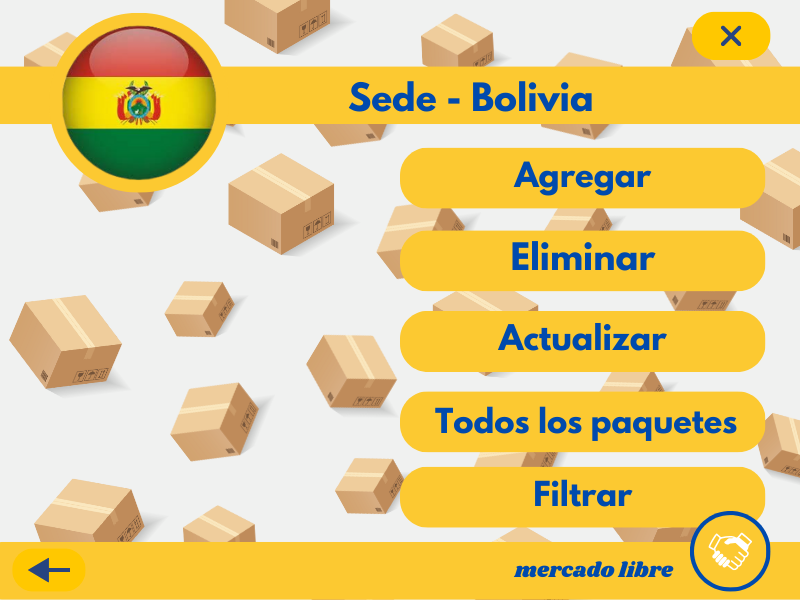 Sede - Bolivia
Agregar
Eliminar
Actualizar
Todos los paquetes
Filtrar
mercado libre